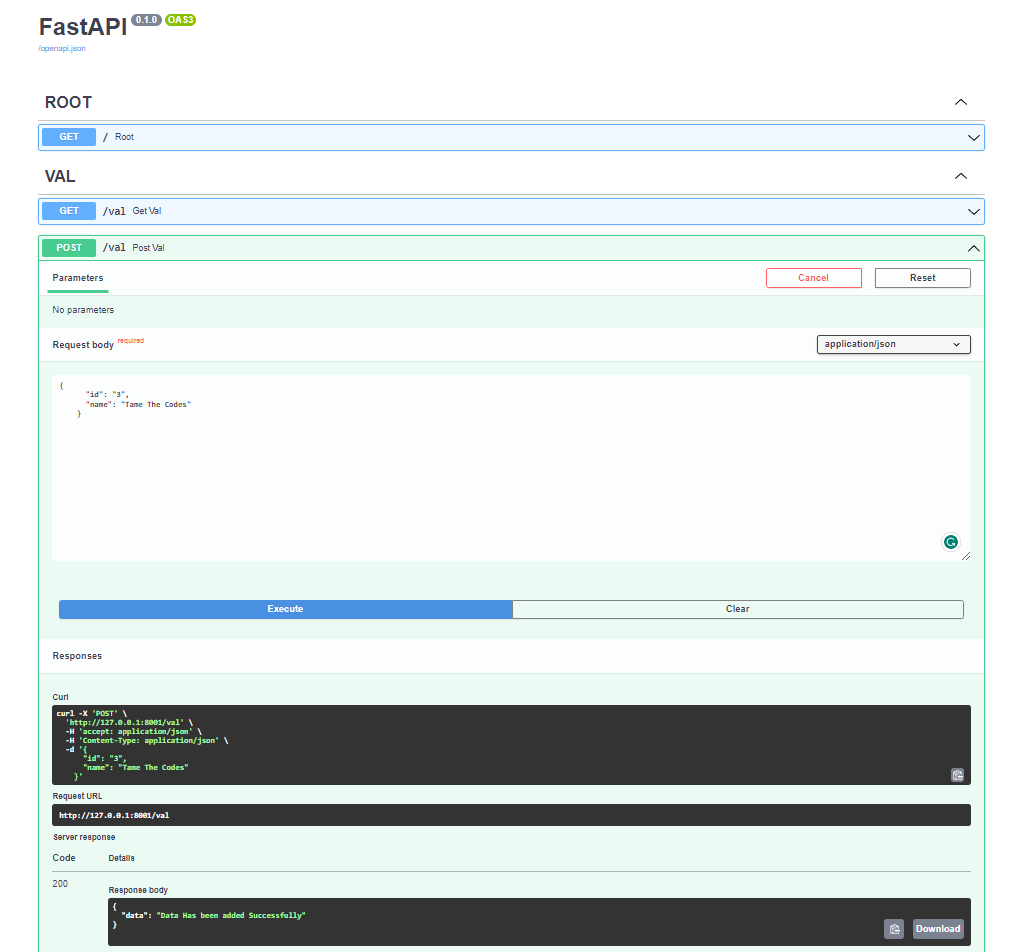 FastAPI 0.1.0 OAS3
/openapi.json
ROOT
GET / Root
VAL
GET /val Get Val
POST /val Post Val
Parameters Cancel Reset
No parameters
Request body required application/json
{
"id": "3",
"name": "Tame The Codes"
}
Execute Clear
Responses
Curl
curl -X 'POST' \
'http://127.0.0.1:8001/val' \
-H 'accept: application/json' \
-H 'Content-Type: application/json' \
-d '{
"id": "3",
"name": "Tame The Codes"
}'
Request URL
http://127.0.0.1:8001/val
Server response
Code Details
200
Response body
{
"data": "Data Has been added Successfully"
}
Download